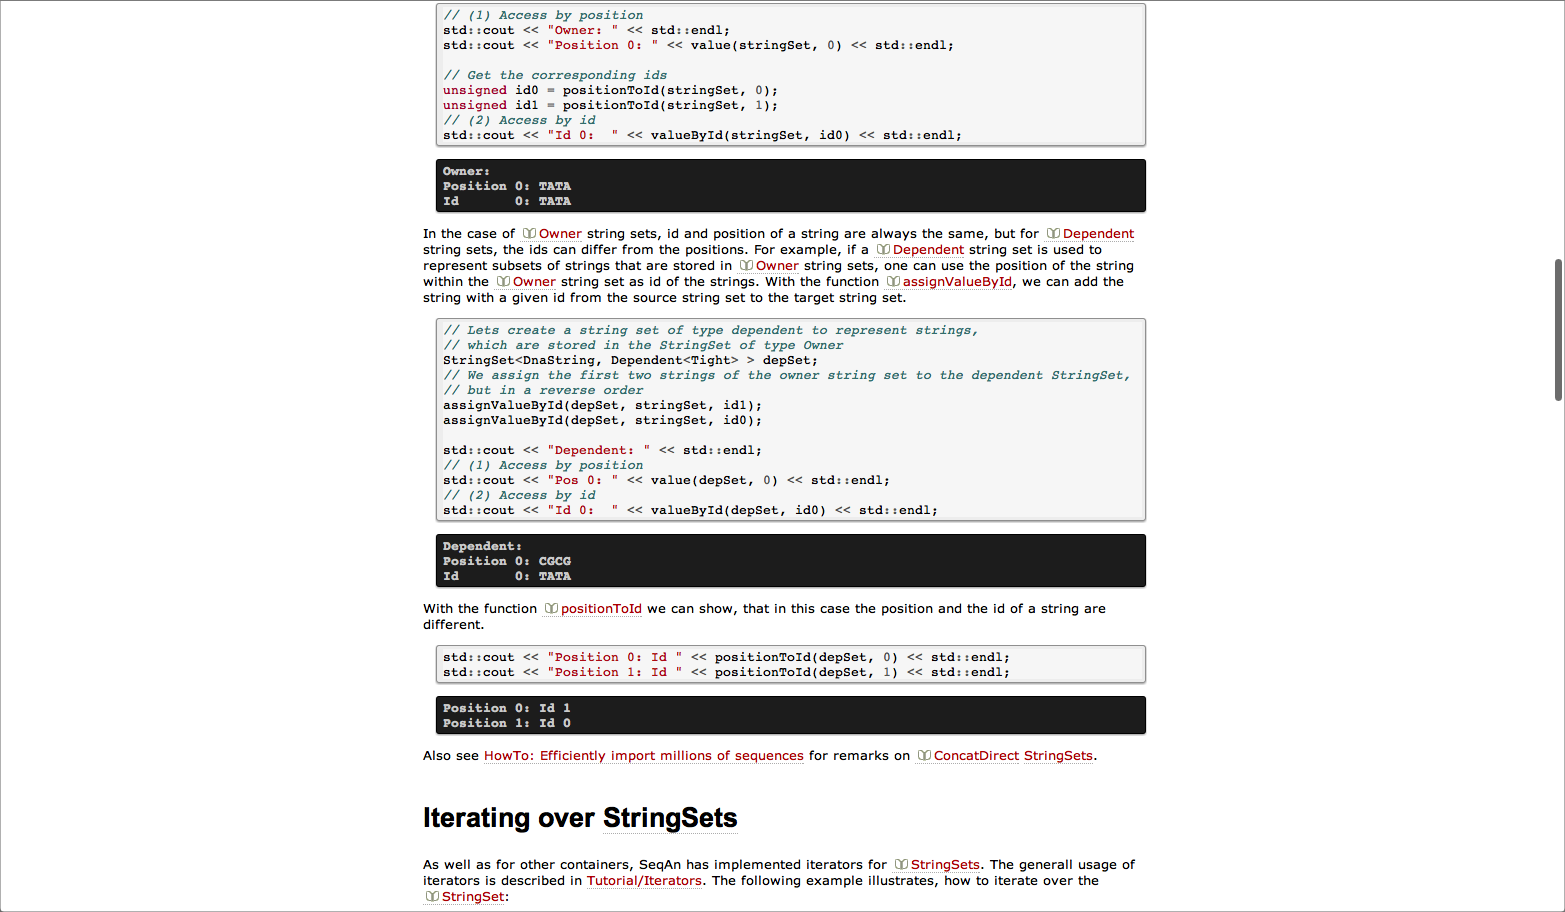 // (1) Access by position
std::cout << "Owner: " << std::endl;
std::cout << "Position 0: " << value(stringSet, 0) << std::endl;
// Get the corresponding ids
unsigned id0 = positionToId(stringSet, 0);
unsigned id1 = positionToId(stringSet, 1);
// (2) Access by id
std::cout << "Id 0:  " << valueById(stringSet, id0) << std::endl;
Owner:
Position 0: TATA
Id       0: TATA
In the case of Owner string sets, id and position of a string are always the same, but for Dependent
string sets, the ids can differ from the positions. For example, if a Dependent string set is used to
represent subsets of strings that are stored in Owner string sets, one can use the position of the string
within the Owner string set as id of the strings. With the function assignValueById, we can add the
string with a given id from the source string set to the target string set.
// Lets create a string set of type dependent to represent strings,
// which are stored in the StringSet of type Owner
StringSet<DnaString, Dependent<Tight> > depSet;
// We assign the first two strings of the owner string set to the dependent StringSet,
// but in a reverse order
assignValueById(depSet, stringSet, id1);
assignValueById(depSet, stringSet, id0);
std::cout << "Dependent: " << std::endl;
// (1) Access by position
std::cout << "Pos 0: " << value(depSet, 0) << std::endl;
// (2) Access by id
std::cout << "Id 0:  " << valueById(depSet, id0) << std::endl;
Dependent:
Position 0: CGCG
Id       0: TATA
With the function positionToId we can show, that in this case the position and the id of a string are
different.
std::cout << "Position 0: Id " << positionToId(depSet, 0) << std::endl;
std::cout << "Position 1: Id " << positionToId(depSet, 1) << std::endl;
Position 0: Id 1
Position 1: Id 0
Also see HowTo: Efficiently import millions of sequences for remarks on ConcatDirect StringSets.
Iterating over StringSets
As well as for other containers, SeqAn has implemented iterators for StringSets. The generall usage of
iterators is described in Tutorial/Iterators. The following example illustrates, how to iterate over the
StringSet: